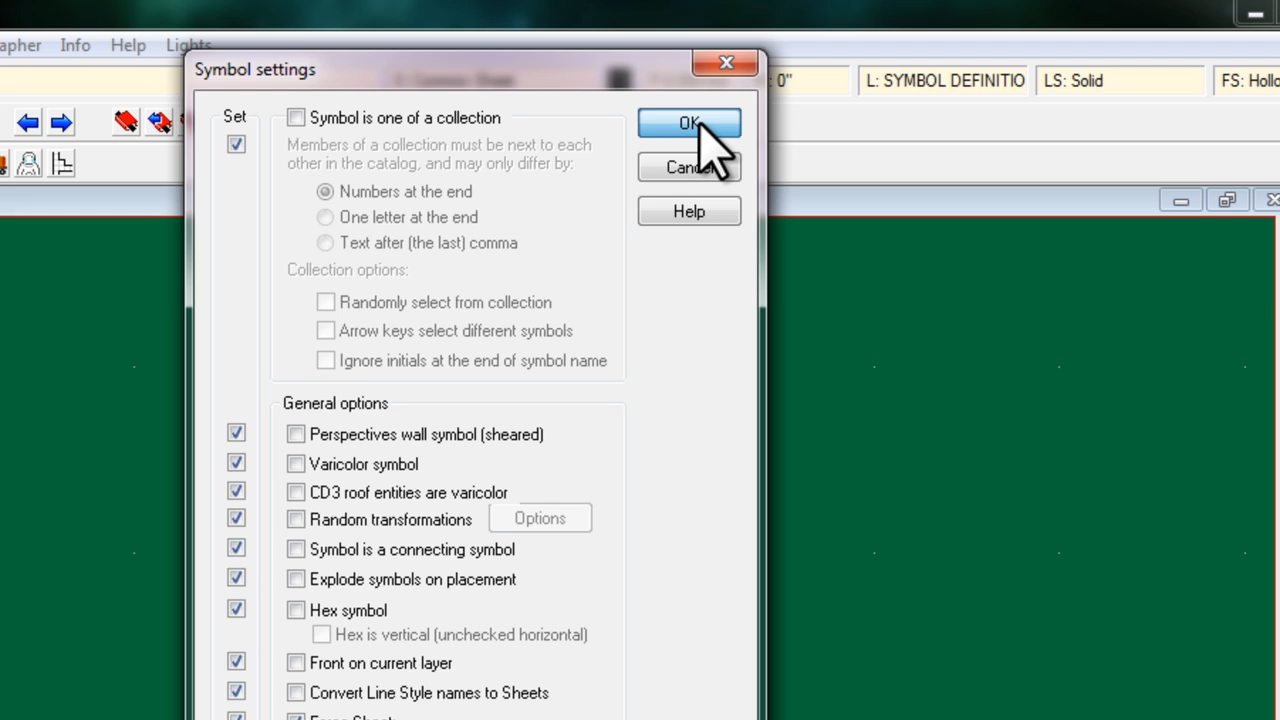 apher Info Help Lights
Symbol settings
0" L: SYMBOL DEFINITIO LS: Solid FS: Hollo
Set
Symbol is one of a collection
OK
Members of a collection must be next to each
other in the catalog, and may only differ by:
Cancel
Numbers at the end
Help
One letter at the end
Text after (the last) comma
Collection options:
Randomly select from collection
Arrow keys select different symbols
Ignore initials at the end of symbol name
General options
Perspectives wall symbol (sheared)
Varicolor symbol
CD3 roof entities are varicolor
Random transformations Options
Symbol is a connecting symbol
Explode symbols on placement
Hex symbol
Hex is vertical (unchecked horizontal)
Front on current layer
Convert Line Style names to Sheets
Force Sheet: